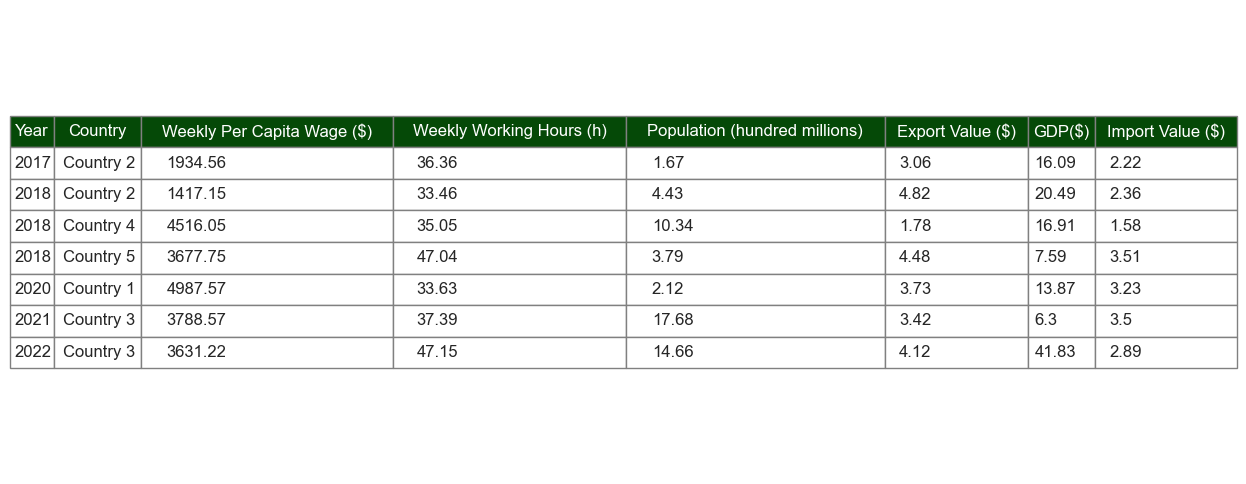 Year Country Weekly Per Capita Wage ($) Weekly Working Hours (h) Population (hundred millions) Export Value ($) GDP($) Import Value ($)
2017 Country 2 1934.56 36.36 1.67 3.06 16.09 2.22
2018 Country 2 1417.15 33.46 4.43 4.82 20.49 2.36
2018 Country 4 4516.05 35.05 10.34 1.78 16.91 1.58
2018 Country 5 3677.75 47.04 3.79 4.48 7.59 3.51
2020 Country 1 4987.57 33.63 2.12 3.73 13.87 3.23
2021 Country 3 3788.57 37.39 17.68 3.42 6.3 3.5
2022 Country 3 3631.22 47.15 14.66 4.12 41.83 2.89